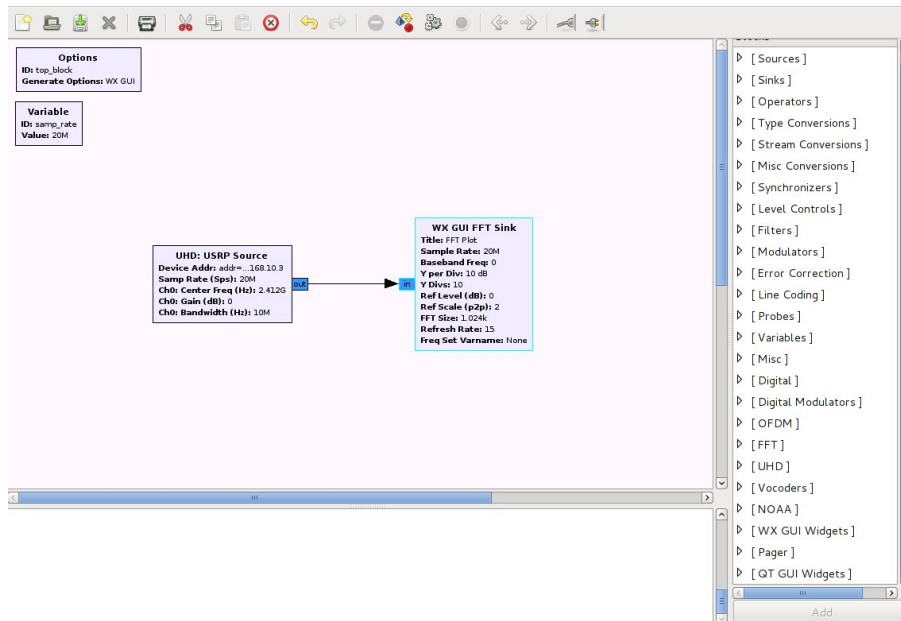 Options
ID: top_block
Generate Options: WX GUI
Variable
ID: samp_rate
Value: 20M
UHD: USRP Source
Device Addr: addr=...168.10.3
Samp Rate (Sps): 20M
Ch0: Center Freq (Hz): 2.412G
Ch0: Gain (dB): 0
Ch0: Bandwidth (Hz): 10M
out
in
WX GUI FFT Sink
Title: FFT Plot
Sample Rate: 20M
Baseband Freq: 0
Y per Div: 10 dB
Y Divs: 10
Ref Level (dB): 0
Ref Scale (p2p): 2
FFT Size: 1.024k
Refresh Rate: 15
Freq Set Varname: None
[ Sources ]
[ Sinks ]
[ Operators ]
[ Type Conversions ]
[ Stream Conversions ]
[ Misc Conversions ]
[ Synchronizers ]
[ Level Controls ]
[ Filters ]
[ Modulators ]
[ Error Correction ]
[ Line Coding ]
[ Probes ]
[ Variables ]
[ Misc ]
[ Digital ]
[ Digital Modulators ]
[ OFDM ]
[ FFT ]
[ UHD ]
[ Vocoders ]
[ NOAA ]
[ WX GUI Widgets ]
[ Pager ]
[ QT GUI Widgets ]
Add